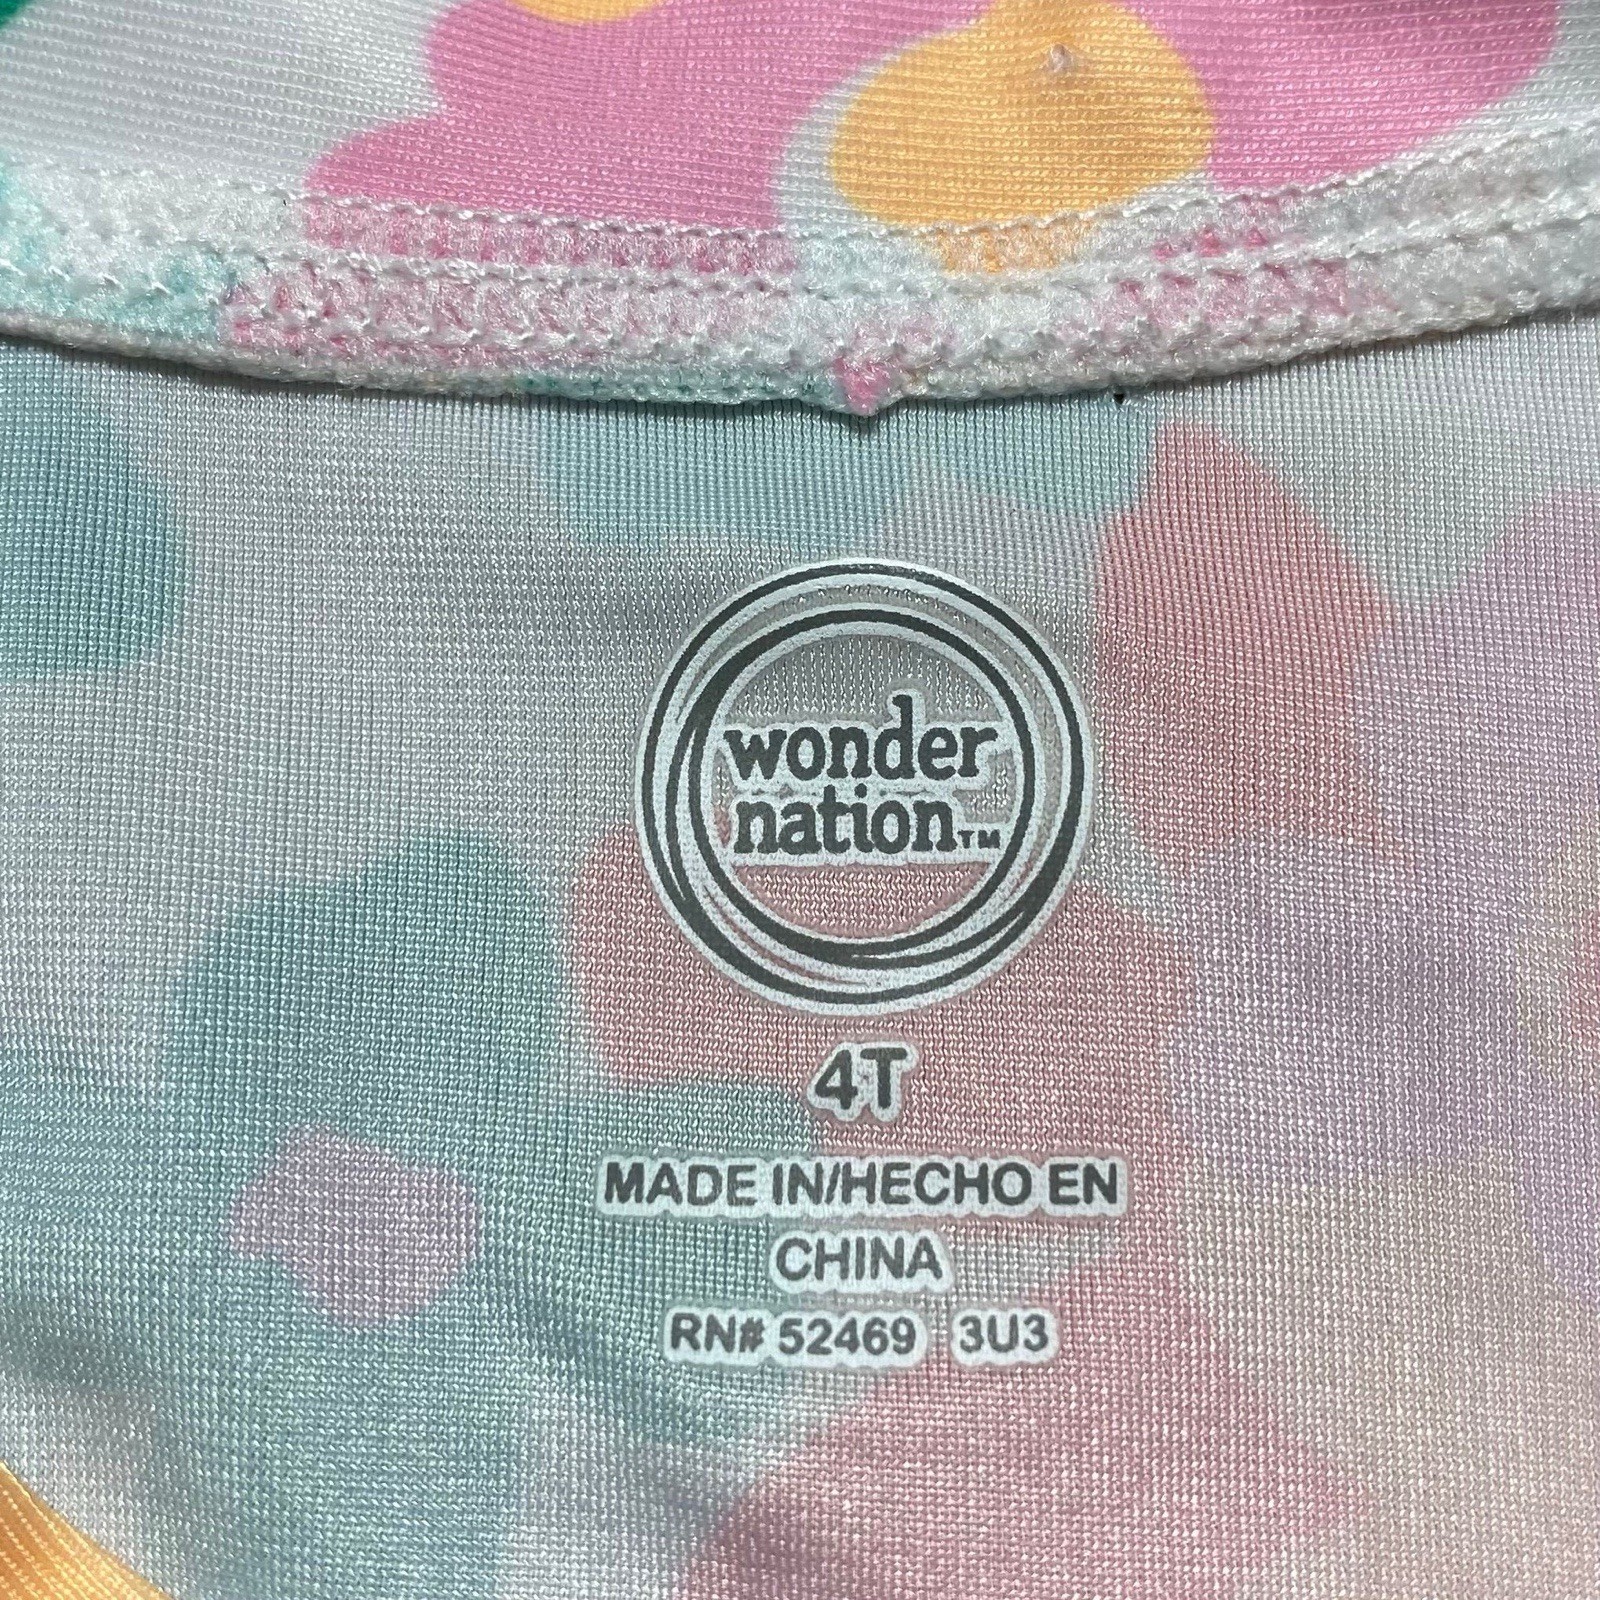 wonder
nation™
4T
MADE IN/HECHO EN
CHINA
RN# 52469 3U3